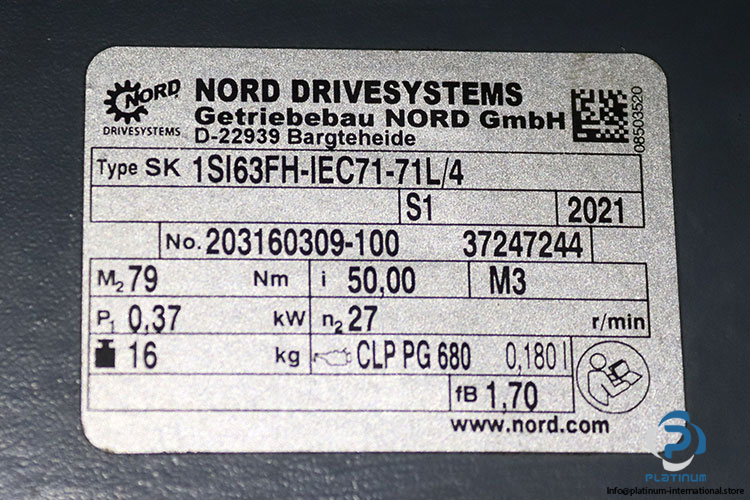 NORD
DRIVESYSTEMS
NORD DRIVESYSTEMS
Getriebebau NORD GmbH
D-22939 Bargteheide
08503520
Type SK 1SI63FH-IEC71-71L/4
S1 2021
No. 203160309-100 37247244
M2 79 Nm i 50,00 M3
P1 0,37 kW n2 27 r/min
16 kg CLP PG 680 0,180 l
fB 1,70
www.nord.com
PLATINUM
Info@platinum-international.store